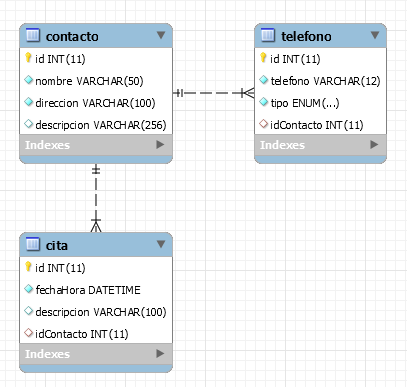 contacto
id INT(11)
nombre VARCHAR(50)
direccion VARCHAR(100)
descripcion VARCHAR(256)
Indexes
telefono
id INT(11)
telefono VARCHAR(12)
tipo ENUM(...)
idContacto INT(11)
Indexes
cita
id INT(11)
fechaHora DATETIME
descripcion VARCHAR(100)
idContacto INT(11)
Indexes